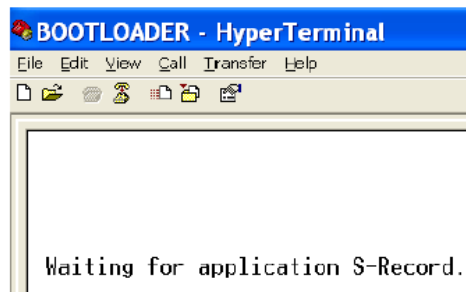 BOOTLOADER - HyperTerminal
File Edit View Call Transfer Help
Waiting for application S-Record.